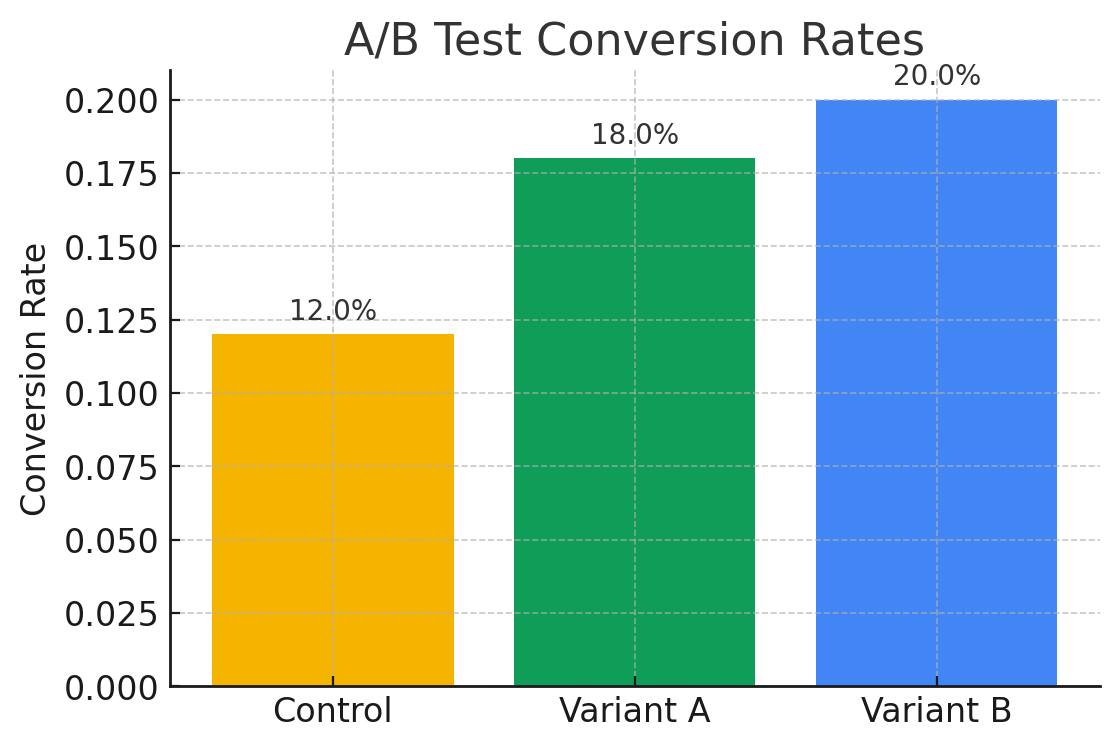 A/B Test Conversion Rates
20.0%
18.0%
12.0%
Conversion Rate
0.200
0.175
0.150
0.125
0.100
0.075
0.050
0.025
0.000
Control
Variant A
Variant B